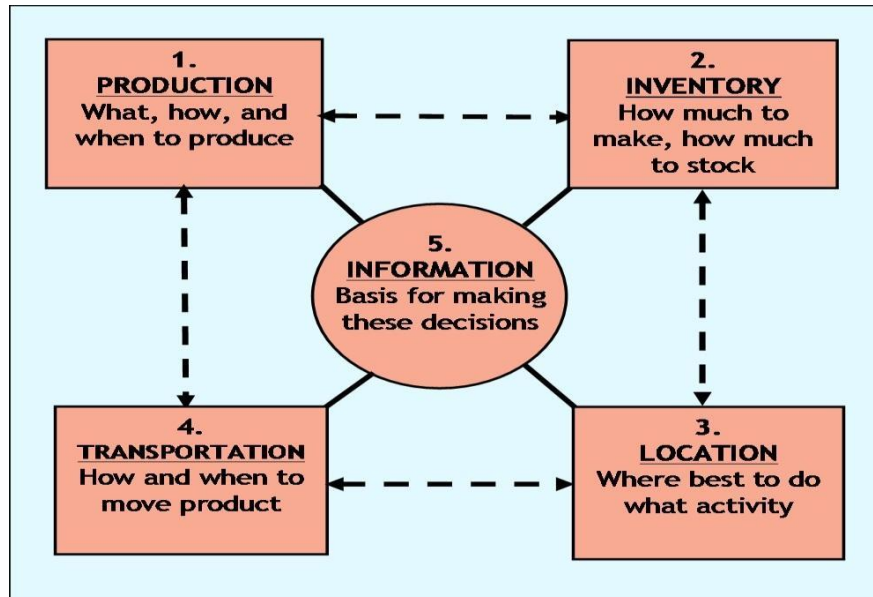 1.
PRODUCTION
What, how, and
when to produce
2.
INVENTORY
How much to
make, how much
to stock
5.
INFORMATION
Basis for making
these decisions
4.
TRANSPORTATION
How and when to
move product
3.
LOCATION
Where best to do
what activity